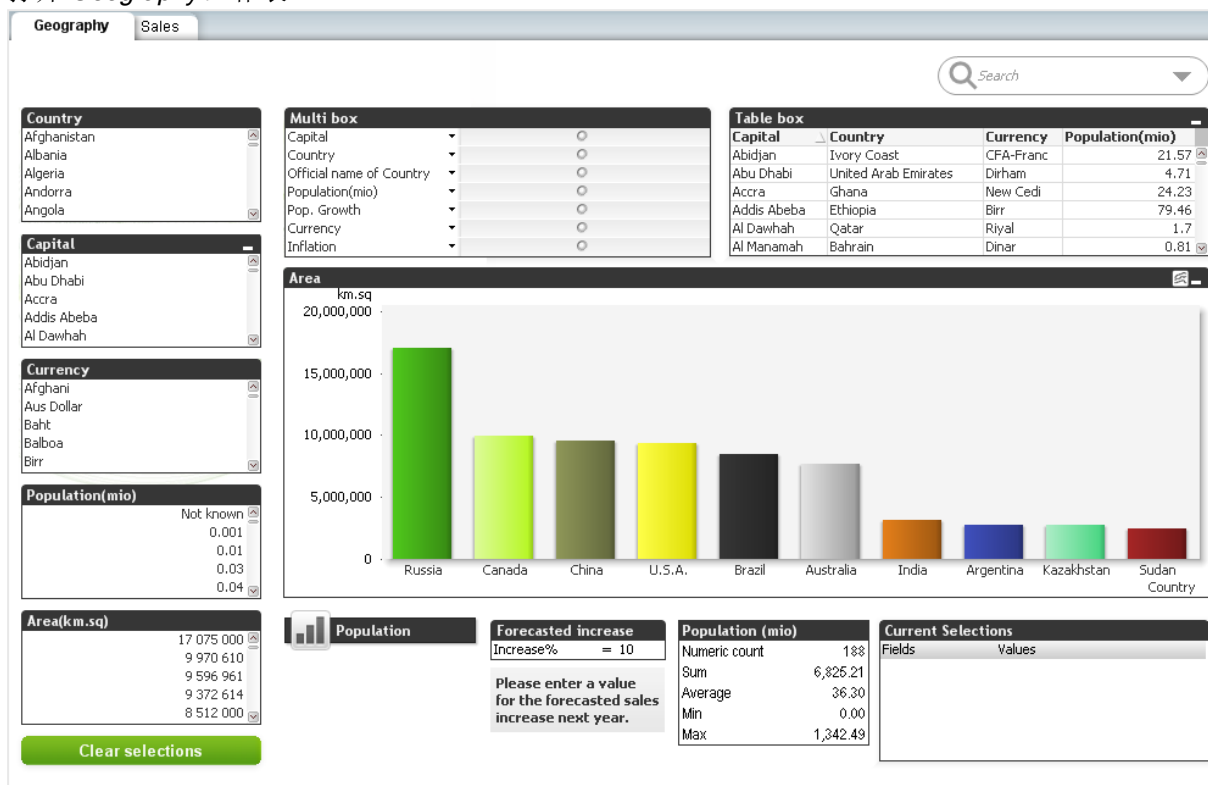 Geography
Sales
Search
Country
Afghanistan
Albania
Algeria
Andorra
Angola
Capital
Abidjan
Abu Dhabi
Accra
Addis Abeba
Al Dawhah
Currency
Afghani
Aus Dollar
Baht
Balboa
Birr
Population(mio)
Not known
0.001
0.01
0.03
0.04
Area(km.sq)
17 075 000
9 970 610
9 596 961
9 372 614
8 512 000
Clear selections
Multi box
Capital
Country
Official name of Country
Population(mio)
Pop. Growth
Currency
Inflation
Table box
Capital Country Currency Population(mio)
Abidjan Ivory Coast CFA-Franc 21.57
Abu Dhabi United Arab Emirates Dirham 4.71
Accra Ghana New Cedi 24.23
Addis Abeba Ethiopia Birr 79.46
Al Dawhah Qatar Riyal 1.7
Al Manamah Bahrain Dinar 0.81
Area
km.sq
20,000,000
15,000,000
10,000,000
5,000,000
0
Russia Canada China U.S.A. Brazil Australia India Argentina Kazakhstan Sudan
Country
Population
Forecasted increase
Increase% = 10
Please enter a value
for the forecasted sales
increase next year.
Population (mio)
Numeric count 188
Sum 6,825.21
Average 36.30
Min 0.00
Max 1,342.49
Current Selections
Fields Values